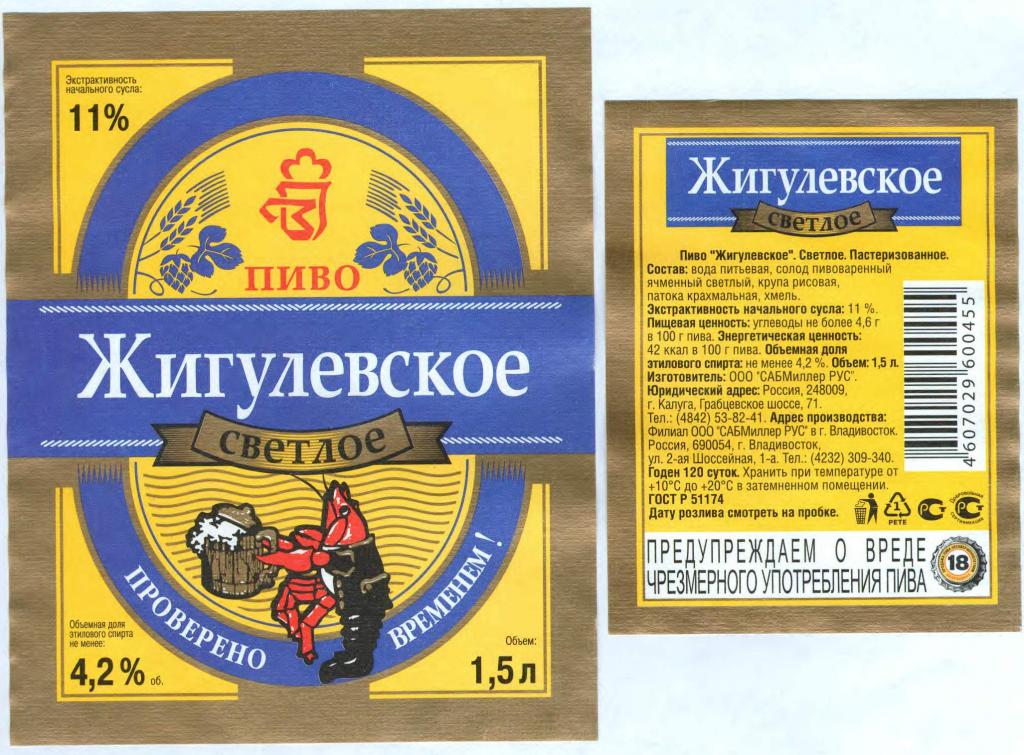 Экстрактивность
начального сусла:
11%
ПИВО
Жигулевское
светлое
ПРОВЕРЕНО ВРЕМЕНЕМ!
Объемная доля
этилового спирта
не менее:
4,2% об.
Объем:
1,5 л
Жигулевское
светлое
Пиво "Жигулевское". Светлое. Пастеризованное.
Состав: вода питьевая, солод пивоваренный
ячменный светлый, крупа рисовая,
патока крахмальная, хмель.
Экстрактивность начального сусла: 11 %.
Пищевая ценность: углеводы не более 4,6 г
в 100 г пива. Энергетическая ценность:
42 ккал в 100 г пива. Объемная доля
этилового спирта: не менее 4,2 %. Объем: 1,5 л.
Изготовитель: ООО "САБМиллер РУС".
Юридический адрес: Россия, 248009,
г. Калуга, Грабцевское шоссе, 71.
Тел.: (4842) 53-82-41. Адрес производства:
Филиал ООО "САБМиллер РУС" в г. Владивосток.
Россия, 690054, г. Владивосток,
ул. 2-ая Шоссейная, 1-а. Тел.: (4232) 309-340.
Годен 120 суток. Хранить при температуре от
+10°С до +20°С в затемненном помещении.
ГОСТ Р 51174
Дату розлива смотреть на пробке.
4607029600455
1
PETE
ДОБРОВОЛЬНАЯ
СЕРТИФИКАЦИЯ
ПРЕДУПРЕЖДАЕМ О ВРЕДЕ
ЧРЕЗМЕРНОГО УПОТРЕБЛЕНИЯ ПИВА
18